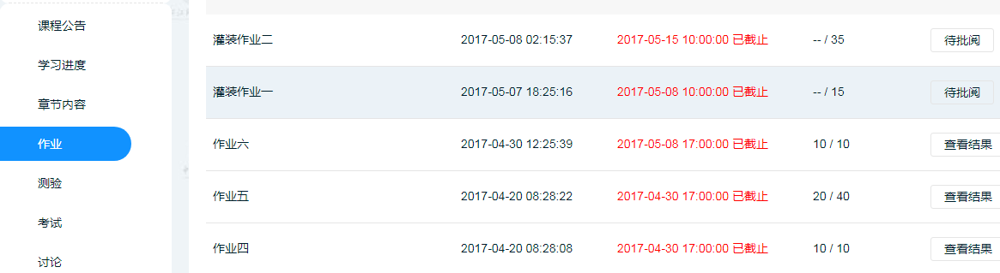 课程公告
学习进度
章节内容
作业
测验
考试
讨论
灌装作业二 2017-05-08 02:15:37 2017-05-15 10:00:00 已截止 -- / 35 待批阅
灌装作业一 2017-05-07 18:25:16 2017-05-08 10:00:00 已截止 -- / 15 待批阅
作业六 2017-04-30 12:25:39 2017-05-08 17:00:00 已截止 10 / 10 查看结果
作业五 2017-04-20 08:28:22 2017-04-30 17:00:00 已截止 20 / 40 查看结果
作业四 2017-04-20 08:28:08 2017-04-30 17:00:00 已截止 10 / 10 查看结果